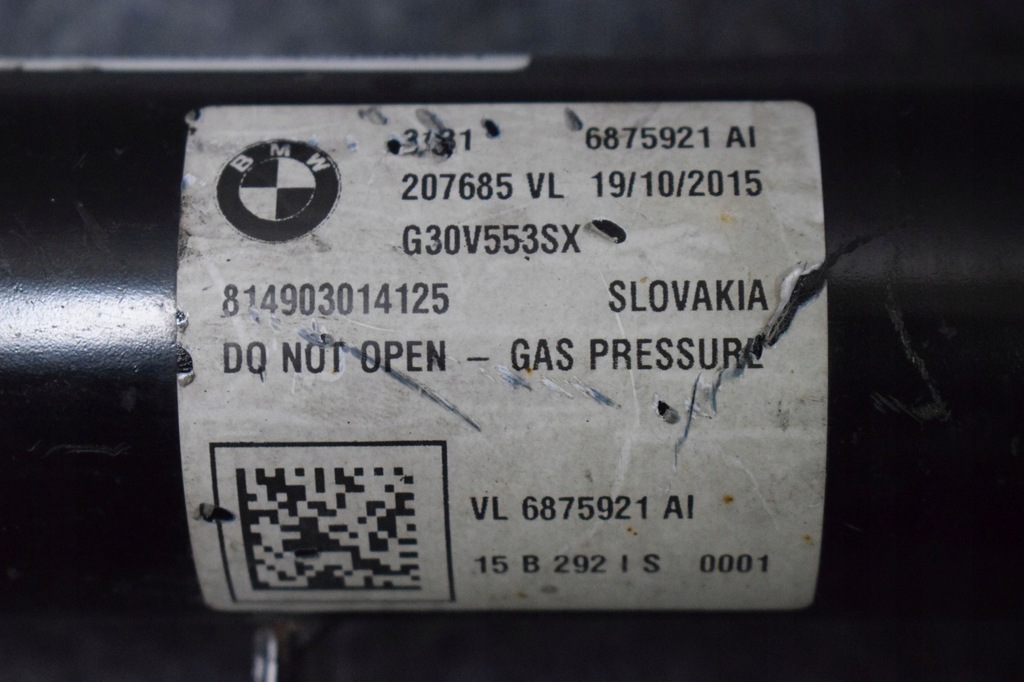 BMW
3131 6875921 AI
207685 VL 19/10/2015
G30V553SX
814903014125 SLOVAKIA
DO NOT OPEN – GAS PRESSURE
VL 6875921 AI
15 B 292 I S 0001